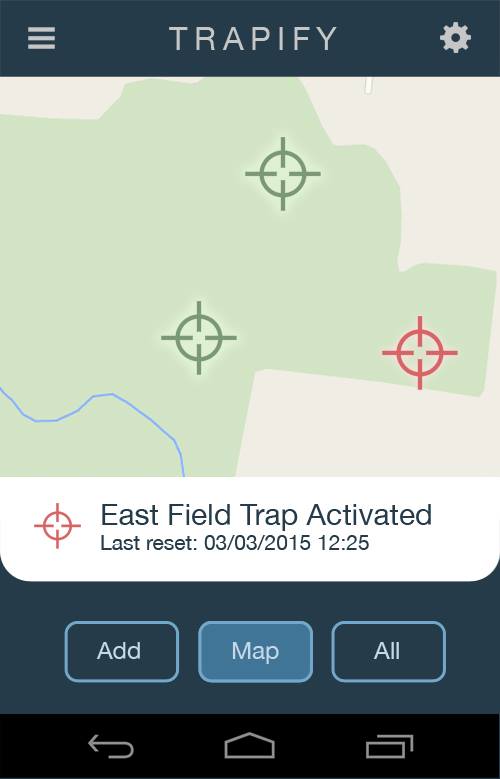 TRAPIFY
East Field Trap Activated
Last reset: 03/03/2015 12:25
Add
Map
All